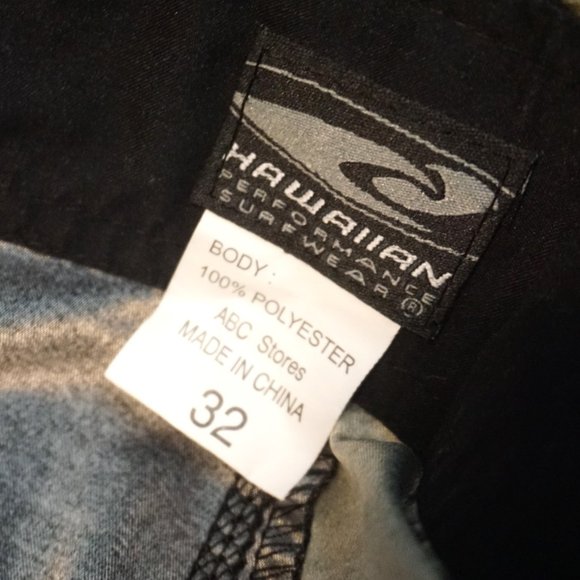 HAWAIIAN
PERFORMANCE
SURFWEAR ®
BODY:
100% POLYESTER
ABC Stores
MADE IN CHINA
32